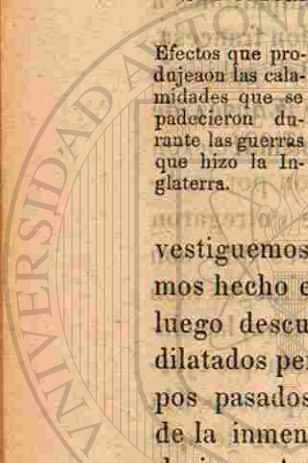 Efectos que pro-
dujeaon las cala-
midades que se
padecieron du-
rante las guerras
que hizo la In-
glaterra.
vestiguemos
mos hecho e
luego descu
dilatados pe
pos pasados
de la inmen